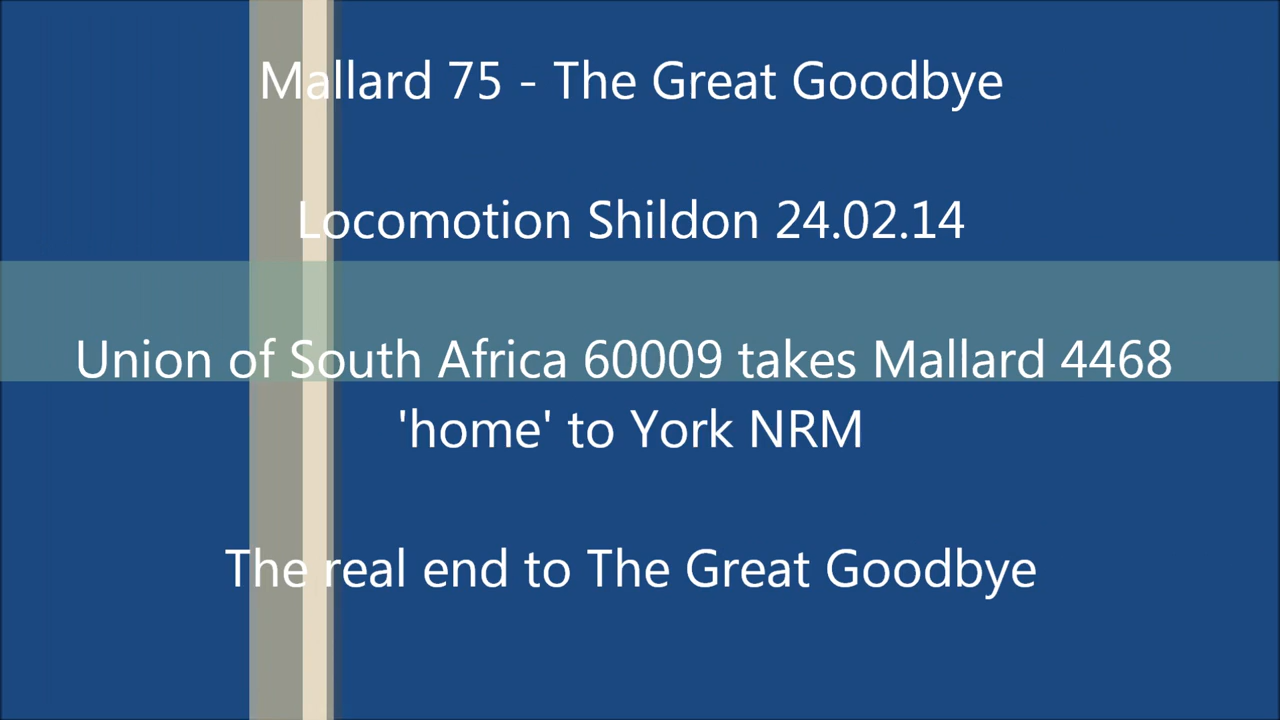 Mallard 75 - The Great Goodbye
Locomotion Shildon 24.02.14
Union of South Africa 60009 takes Mallard 4468
'home' to York NRM
The real end to The Great Goodbye